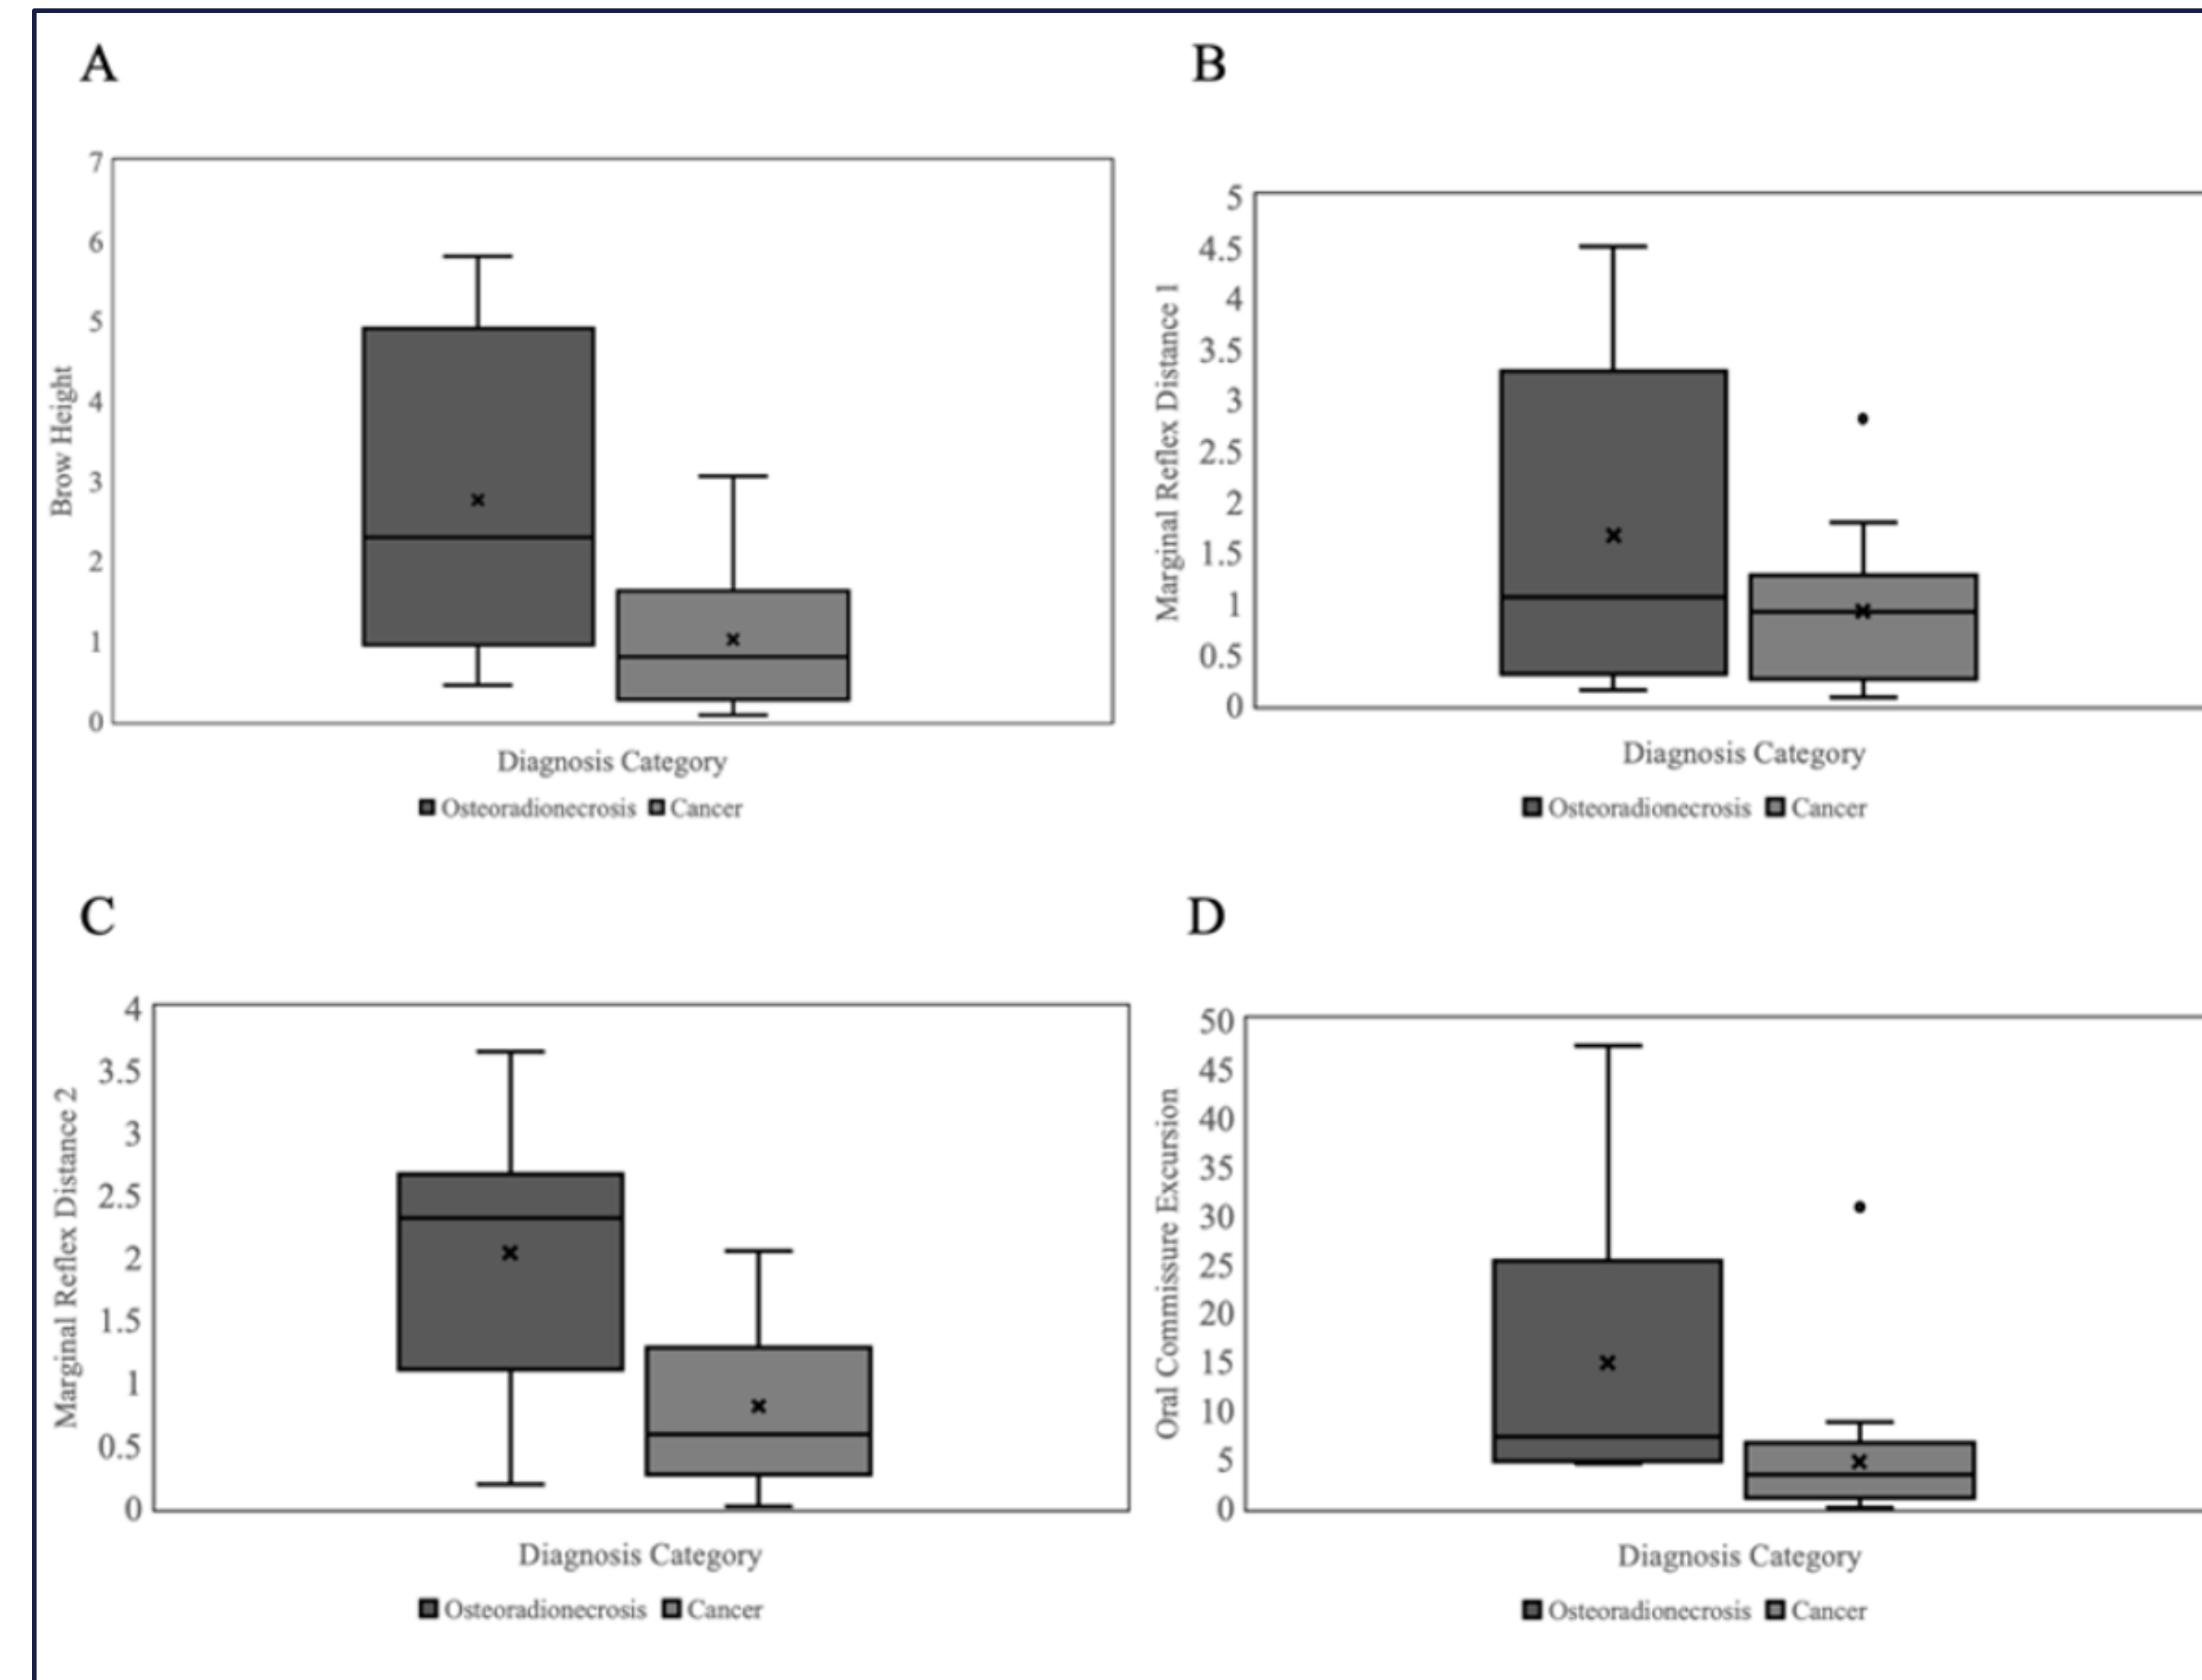 A
7
6
5
4
3
2
1
0
Brow Height
Diagnosis Category
Osteoradionecrosis Cancer
B
5
4.5
4
3.5
3
2.5
2
1.5
1
0.5
0
Marginal Reflex Distance 1
Diagnosis Category
Osteoradionecrosis Cancer
C
4
3.5
3
2.5
2
1.5
1
0.5
0
Marginal Reflex Distance 2
Diagnosis Category
Osteoradionecrosis Cancer
D
50
45
40
35
30
25
20
15
10
5
0
Oral Commissure Excursion
Diagnosis Category
Osteoradionecrosis Cancer